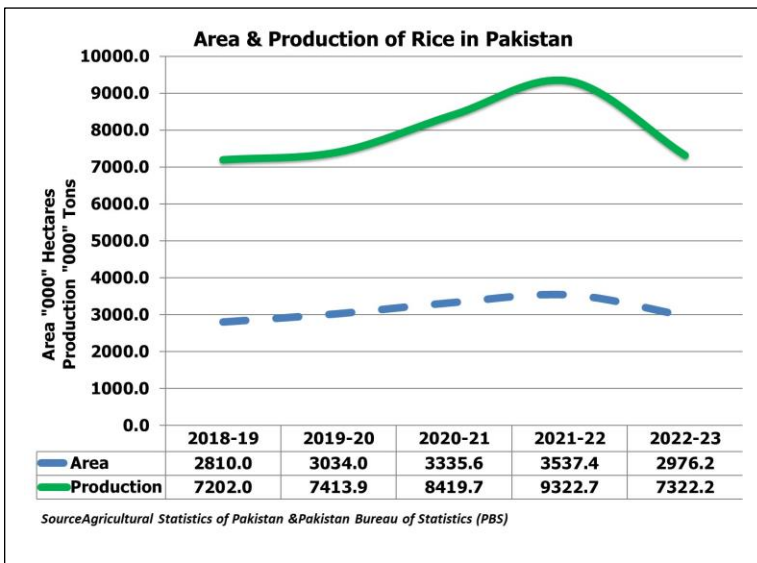 Area & Production of Rice in Pakistan
Area "000" Hectares
Production "000" Tons
10000.0
9000.0
8000.0
7000.0
6000.0
5000.0
4000.0
3000.0
2000.0
1000.0
0.0
2018-19 2019-20 2020-21 2021-22 2022-23
Area 2810.0 3034.0 3335.6 3537.4 2976.2
Production 7202.0 7413.9 8419.7 9322.7 7322.2
SourceAgricultural Statistics of Pakistan &Pakistan Bureau of Statistics (PBS)